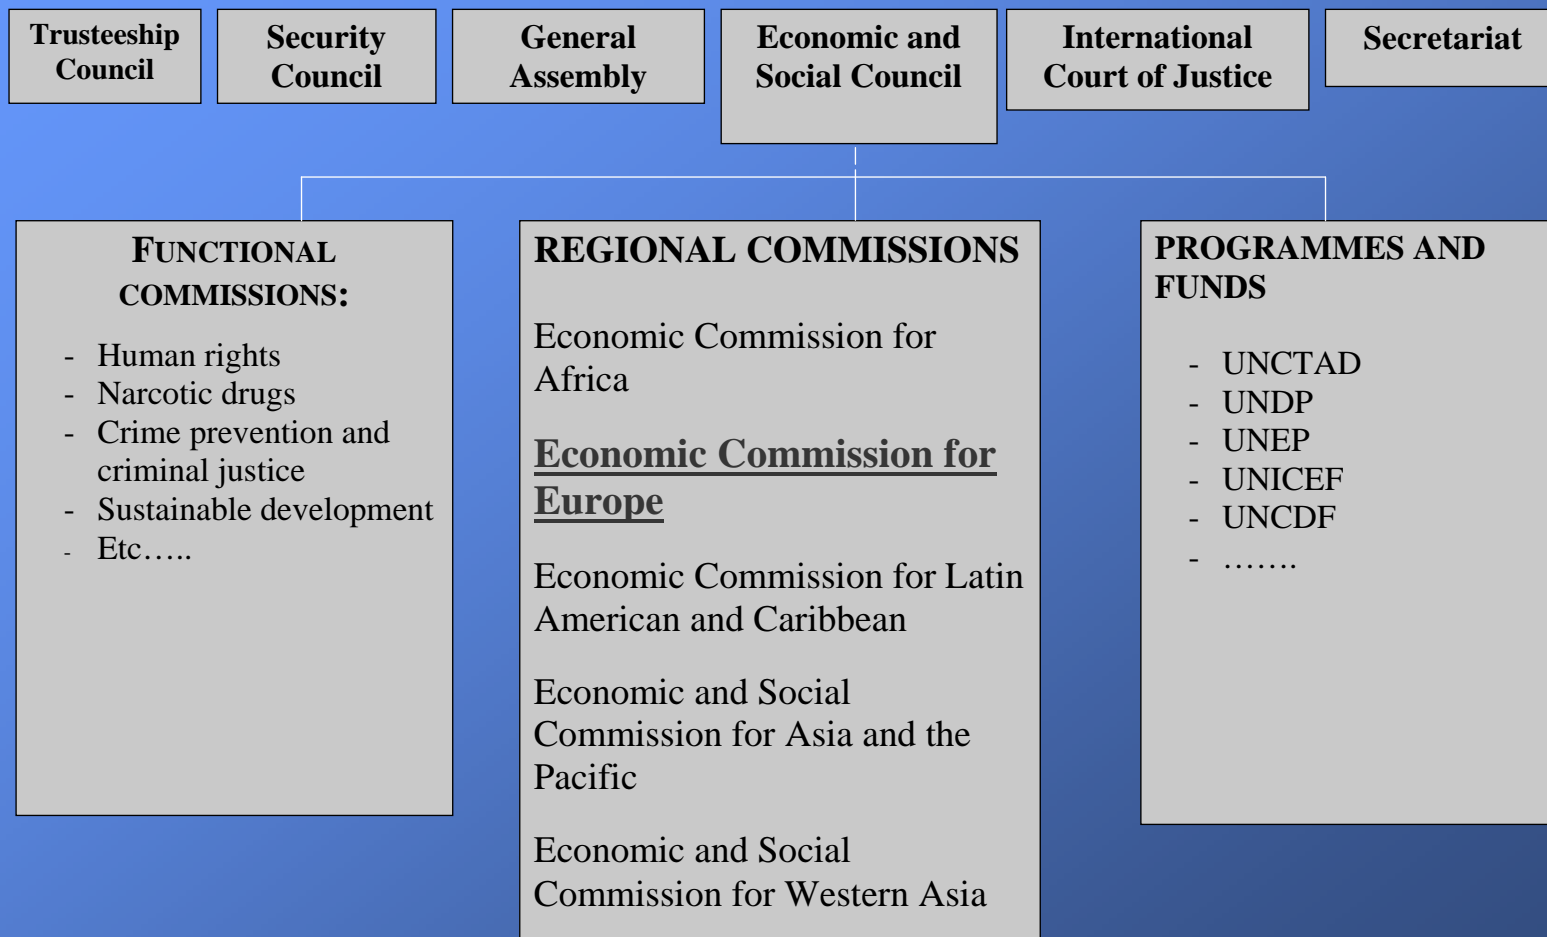 Trusteeship
Council
Security
Council
General
Assembly
Economic and
Social Council
International
Court of Justice
Secretariat
FUNCTIONAL
COMMISSIONS:
- Human rights
- Narcotic drugs
- Crime prevention and
criminal justice
- Sustainable development
- Etc…..
REGIONAL COMMISSIONS
Economic Commission for
Africa
Economic Commission for
Europe
Economic Commission for Latin
American and Caribbean
Economic and Social
Commission for Asia and the
Pacific
Economic and Social
Commission for Western Asia
PROGRAMMES AND
FUNDS
- UNCTAD
- UNDP
- UNEP
- UNICEF
- UNCDF
- …….